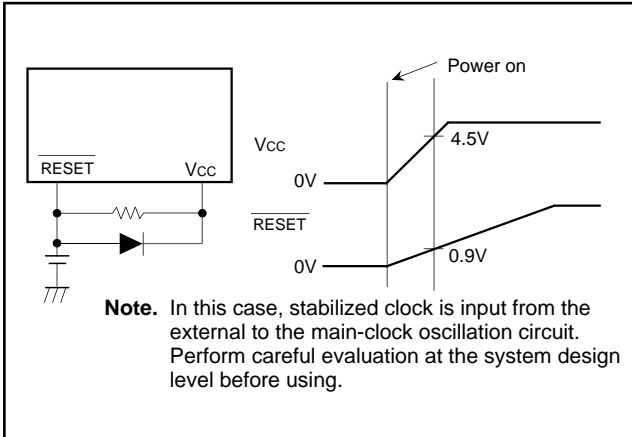 Power on
VCC
4.5V
RESET VCC
0V
RESET
0.9V
0V
Note. In this case, stabilized clock is input from the
external to the main-clock oscillation circuit.
Perform careful evaluation at the system design
level before using.